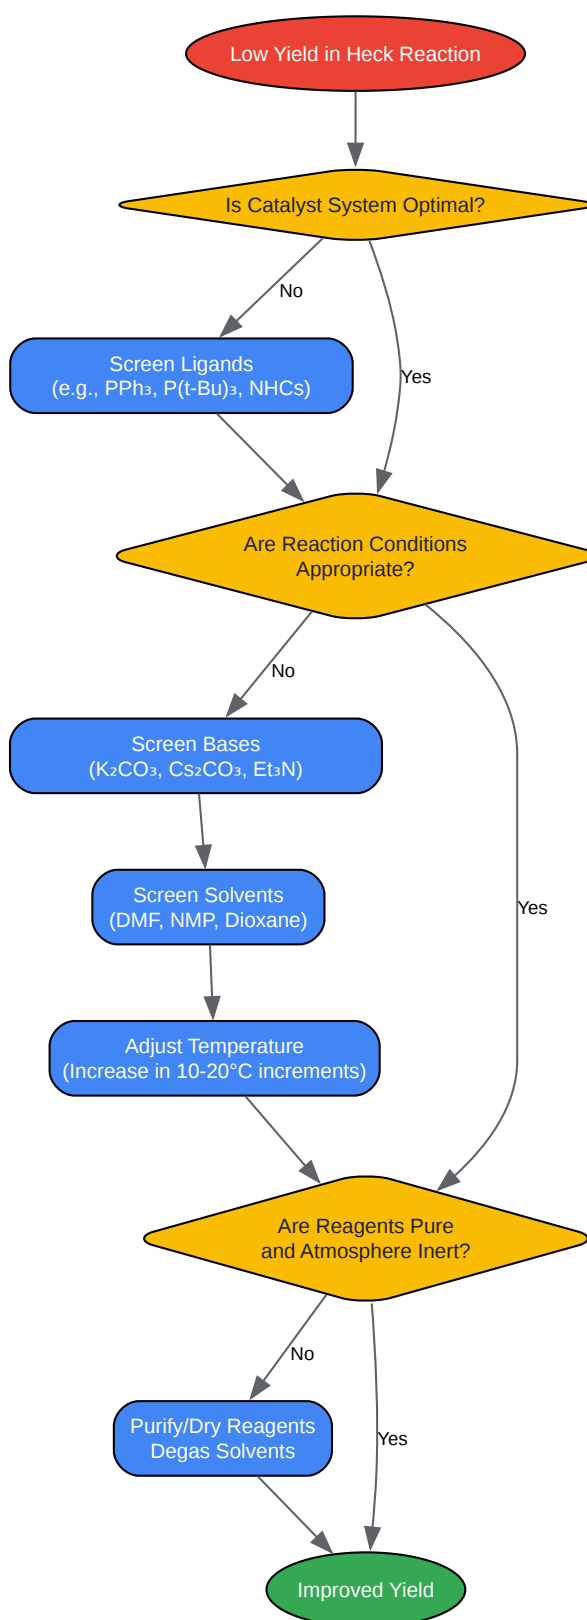 Low Yield in Heck Reaction
Is Catalyst System Optimal?
No
Screen Ligands
(e.g., PPh₃, P(t-Bu)₃, NHCs)
Yes
Are Reaction Conditions
Appropriate?
No
Screen Bases
(K₂CO₃, Cs₂CO₃, Et₃N)
Screen Solvents
(DMF, NMP, Dioxane)
Yes
Adjust Temperature
(Increase in 10-20°C increments)
Are Reagents Pure
and Atmosphere Inert?
No
Purify/Dry Reagents
Degas Solvents
Yes
Improved Yield